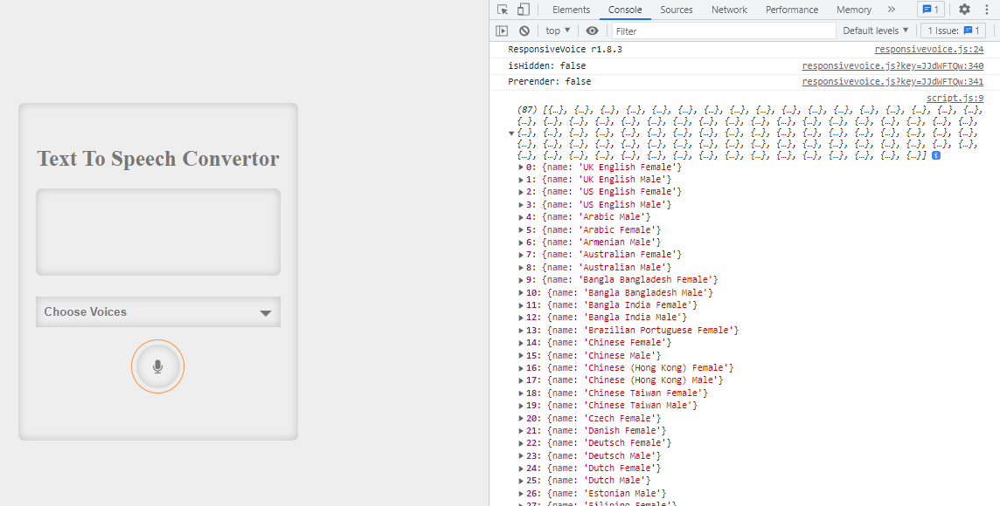 Text To Speech Convertor
Choose Voices
Elements Console Sources Network Performance Memory » 1
top ▼ Filter Default levels ▼ 1 Issue: 1
ResponsiveVoice r1.8.3 responsivevoice.js:24
isHidden: false responsivevoice.js?key=JJdWFTQw:340
Prerender: false responsivevoice.js?key=JJdWFTQw:341
script.js:9
(87) [{…}, {…}, {…}, {…}, {…}, {…}, {…}, {…}, {…}, {…}, {…}, {…}, {…}, {…}, {…}, {…}, {…},
{…}, {…}, {…}, {…}, {…}, {…}, {…}, {…}, {…}, {…}, {…}, {…}, {…}, {…}, {…}, {…}, {…}, {…},
▼{…}, {…}, {…}, {…}, {…}, {…}, {…}, {…}, {…}, {…}, {…}, {…}, {…}, {…}, {…}, {…}, {…}, {…},
{…}, {…}, {…}, {…}, {…}, {…}, {…}, {…}, {…}, {…}, {…}, {…}, {…}, {…}, {…}, {…}, {…}, {…},
{…}, {…}, {…}, {…}, {…}, {…}, {…}, {…}, {…}, {…}, {…}, {…}, {…}, {…}, {…}, {…}] i
▶0: {name: 'UK English Female'}
▶1: {name: 'UK English Male'}
▶2: {name: 'US English Female'}
▶3: {name: 'US English Male'}
▶4: {name: 'Arabic Male'}
▶5: {name: 'Arabic Female'}
▶6: {name: 'Armenian Male'}
▶7: {name: 'Australian Female'}
▶8: {name: 'Australian Male'}
▶9: {name: 'Bangla Bangladesh Female'}
▶10: {name: 'Bangla Bangladesh Male'}
▶11: {name: 'Bangla India Female'}
▶12: {name: 'Bangla India Male'}
▶13: {name: 'Brazilian Portuguese Female'}
▶14: {name: 'Chinese Female'}
▶15: {name: 'Chinese Male'}
▶16: {name: 'Chinese (Hong Kong) Female'}
▶17: {name: 'Chinese (Hong Kong) Male'}
▶18: {name: 'Chinese Taiwan Female'}
▶19: {name: 'Chinese Taiwan Male'}
▶20: {name: 'Czech Female'}
▶21: {name: 'Danish Female'}
▶22: {name: 'Deutsch Female'}
▶23: {name: 'Deutsch Male'}
▶24: {name: 'Dutch Female'}
▶25: {name: 'Dutch Male'}
▶26: {name: 'Estonian Male'}
▶27: {name: 'Filipino Female'}